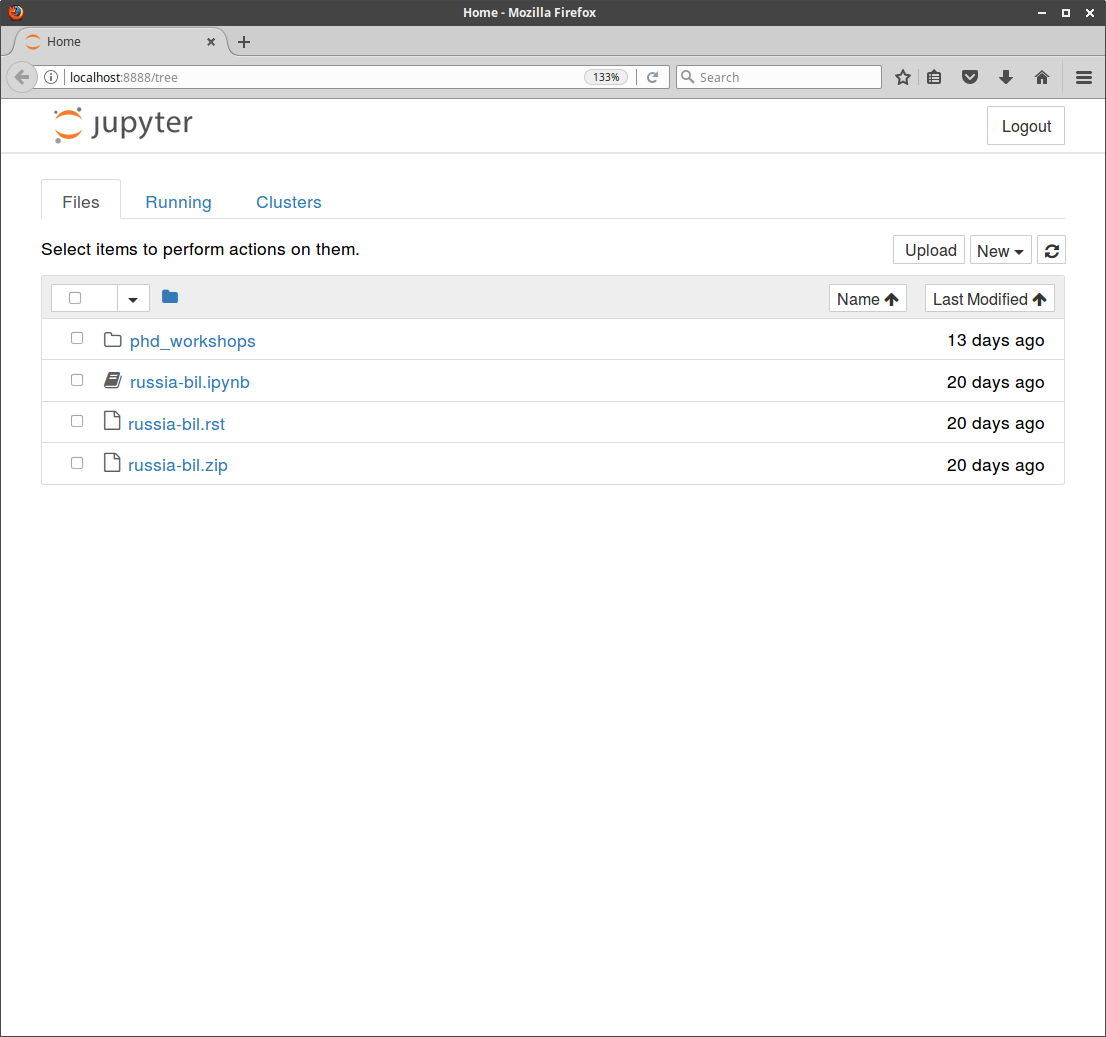 Home - Mozilla Firefox
Home
localhost:8888/tree 133% Search
jupyter Logout
Files Running Clusters
Select items to perform actions on them. Upload New
Name Last Modified
phd_workshops 13 days ago
russia-bil.ipynb 20 days ago
russia-bil.rst 20 days ago
russia-bil.zip 20 days ago